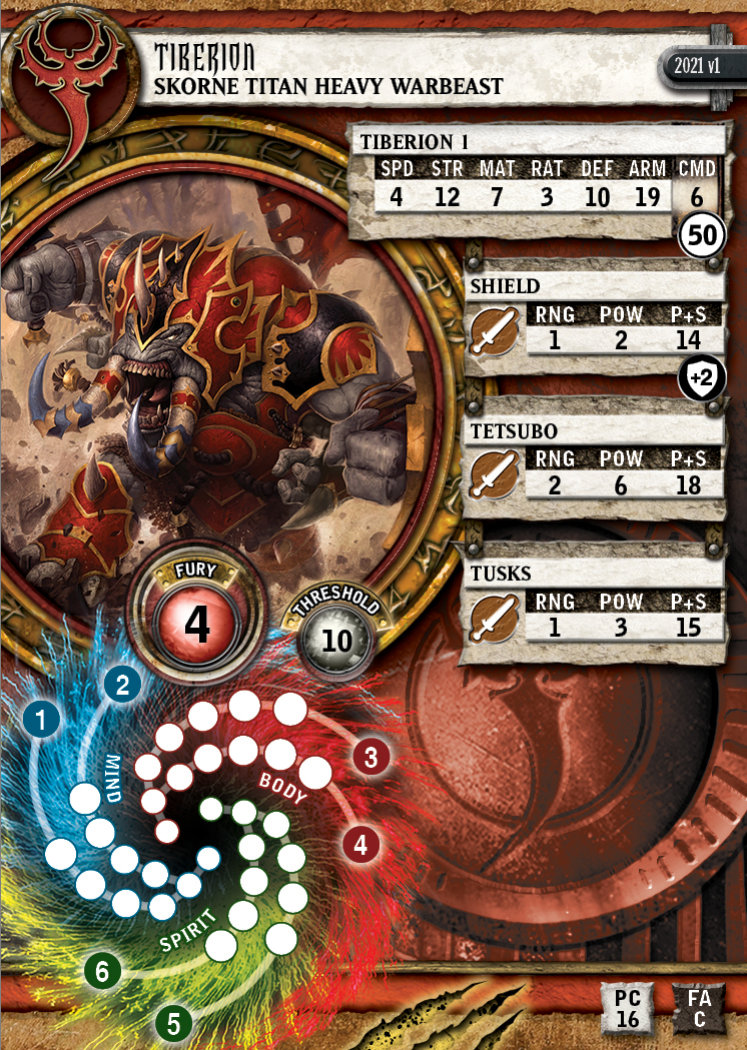 TIBERION
SKORNE TITAN HEAVY WARBEAST
2021 v1
TIBERION 1
SPD STR MAT RAT DEF ARM CMD
4 12 7 3 10 19 6
50
SHIELD
RNG POW P+S
1 2 14
+2
TETSUBO
RNG POW P+S
2 6 18
TUSKS
RNG POW P+S
1 3 15
FURY
4
THRESHOLD
10
1
2
MIND
3
BODY
4
SPIRIT
6
5
PC
16
FA
C